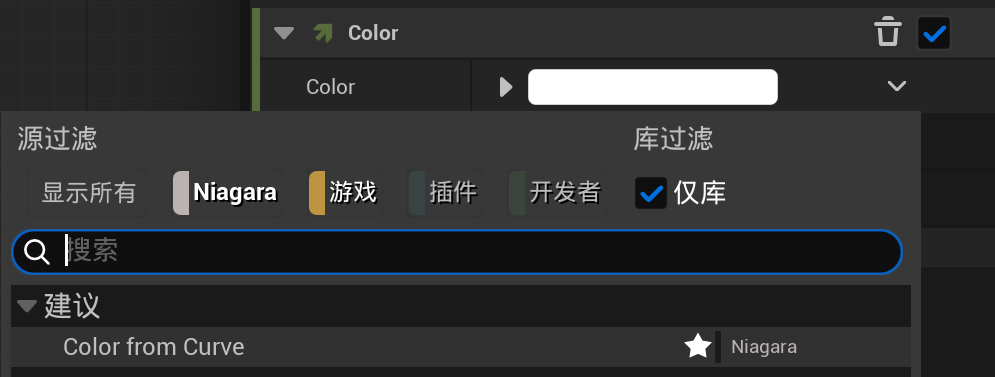 Color
Color
源过滤
库过滤
显示所有 Niagara 游戏 插件 开发者 仅库
搜索
建议
Color from Curve Niagara